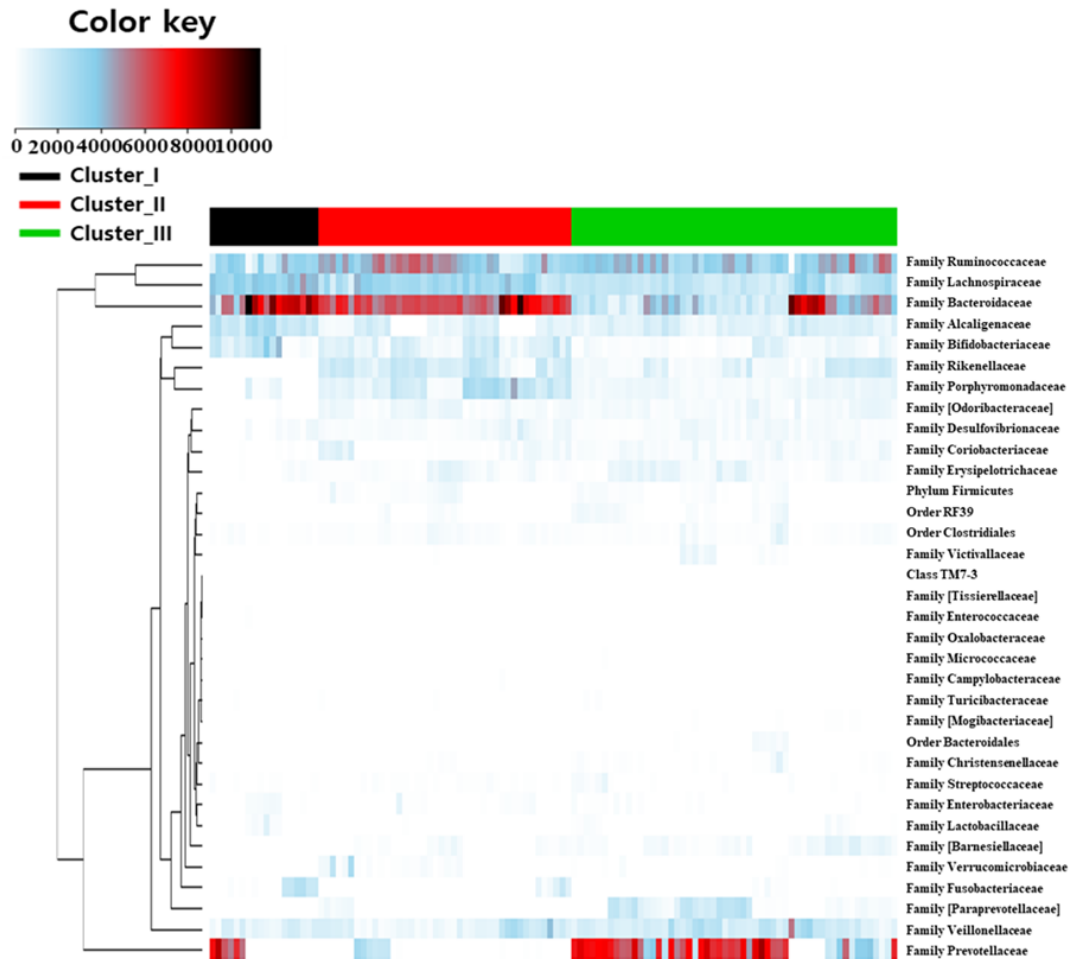 Color key
0 2000 4000 6000 8000 10000
Cluster_I
Cluster_II
Cluster_III
Family Ruminococcaceae
Family Lachnospiraceae
Family Bacteroidaceae
Family Alcaligenaceae
Family Bifidobacteriaceae
Family Rikenellaceae
Family Porphyromonadaceae
Family [Odoribacteraceae]
Family Desulfovibrionaceae
Family Coriobacteriaceae
Family Erysipelotrichaceae
Phylum Firmicutes
Order RF39
Order Clostridiales
Family Victivallaceae
Class TM7-3
Family [Tissierellaceae]
Family Enterococcaceae
Family Oxalobacteraceae
Family Micrococcaceae
Family Campylobacteraceae
Family Turicibacteraceae
Family [Mogibacteriaceae]
Order Bacteroidales
Family Christensenellaceae
Family Streptococcaceae
Family Enterobacteriaceae
Family Lactobacillaceae
Family [Barnesiellaceae]
Family Verrucomicrobiaceae
Family Fusobacteriaceae
Family [Paraprevotellaceae]
Family Veillonellaceae
Family Prevotellaceae